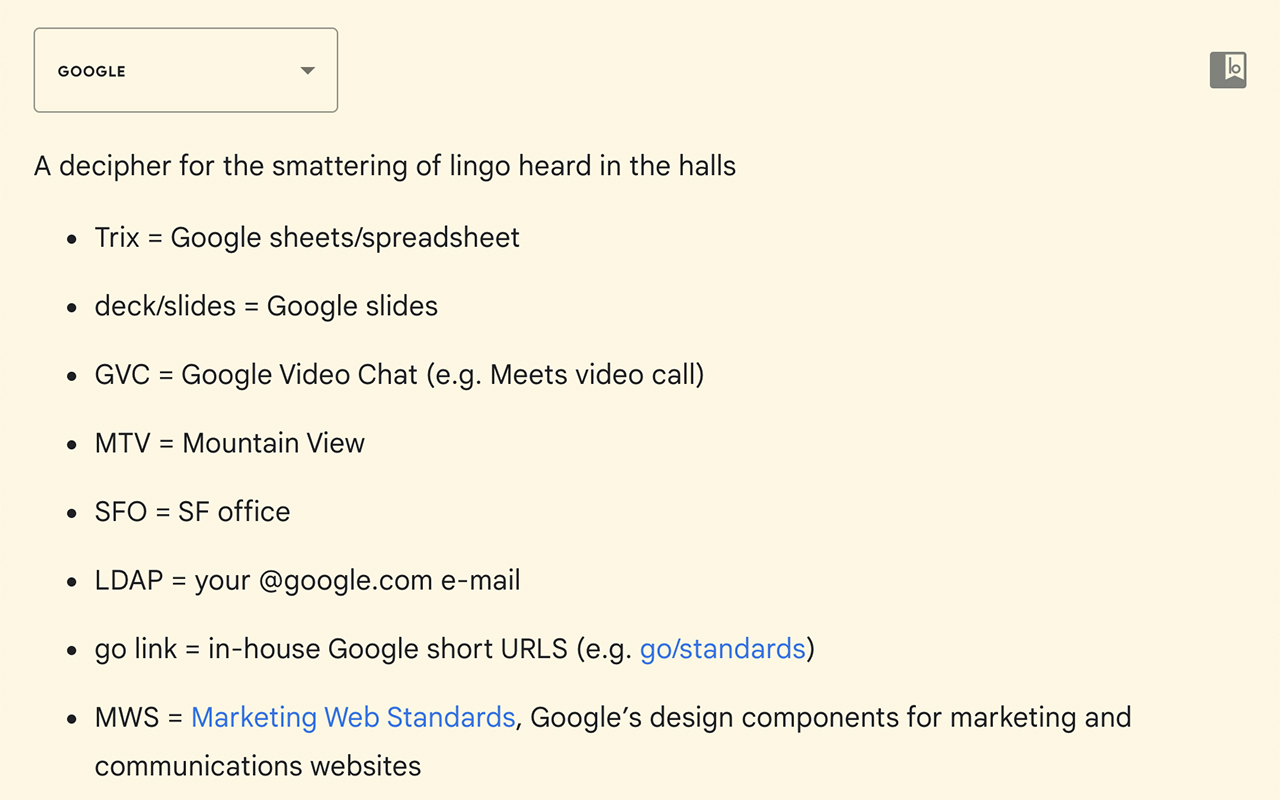 GOOGLE
A decipher for the smattering of lingo heard in the halls
• Trix = Google sheets/spreadsheet
• deck/slides = Google slides
• GVC = Google Video Chat (e.g. Meets video call)
• MTV = Mountain View
• SFO = SF office
• LDAP = your @google.com e-mail
• go link = in-house Google short URLS (e.g. go/standards)
• MWS = Marketing Web Standards, Google’s design components for marketing and
communications websites